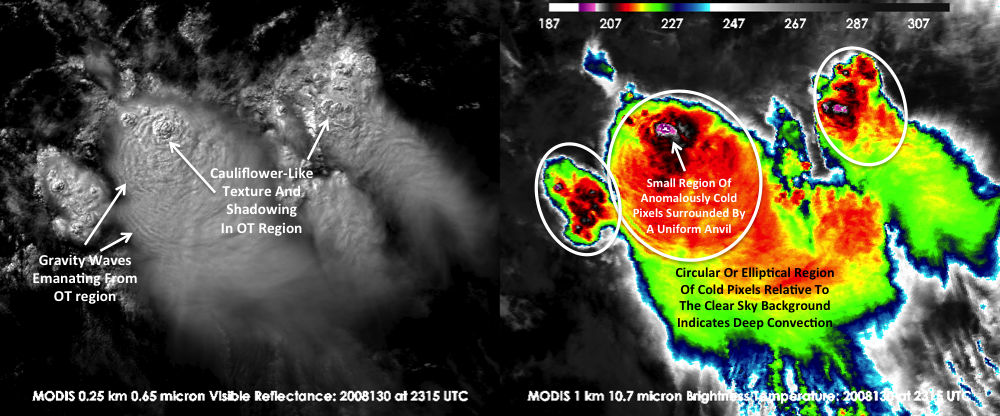 187 207 227 247 267 287 307
Cauliflower-Like
Texture And
Shadowing
In OT Region
Gravity Waves
Emanating From
OT region
Small Region Of
Anomalously Cold
Pixels Surrounded By
A Uniform Anvil
Circular Or Elliptical Region
Of Cold Pixels Relative To
The Clear Sky Background
Indicates Deep Convection
MODIS 0.25 km 0.65 micron Visible Reflectance: 2008130 at 2315 UTC
MODIS 1 km 10.7 micron Brightness Temperature: 2008130 at 2315 UTC